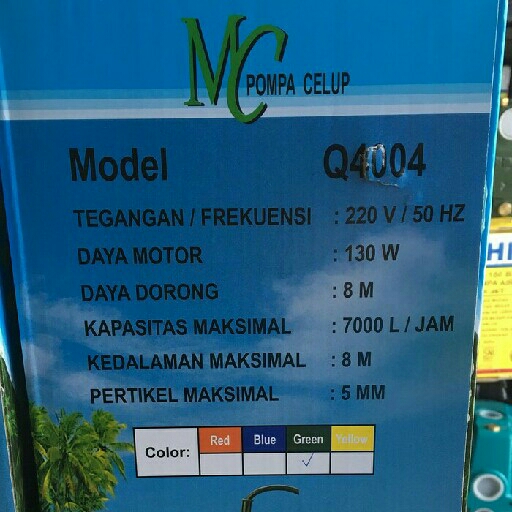 MC POMPA CELUP
Model Q4004
TEGANGAN / FREKUENSI : 220 V / 50 HZ
DAYA MOTOR : 130 W
DAYA DORONG : 8 M
KAPASITAS MAKSIMAL : 7000 L / JAM
KEDALAMAN MAKSIMAL : 8 M
PERTIKEL MAKSIMAL : 5 MM
Color: Red Blue Green Yellow
✓
HI